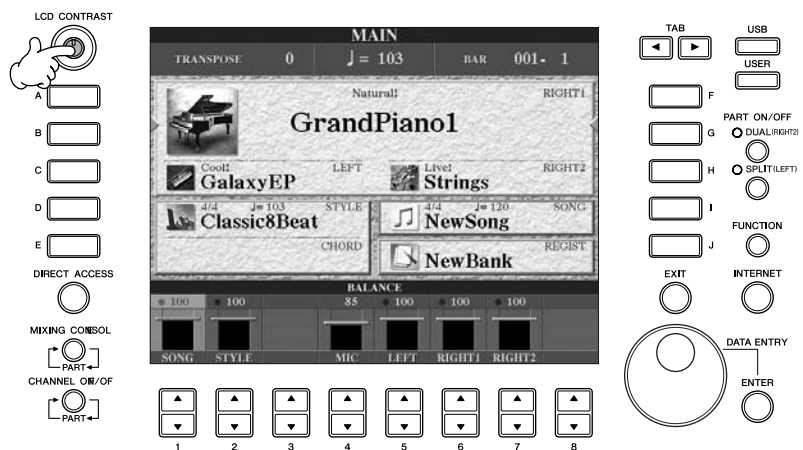 LCD CONTRAST
A
B
C
D
E
DIRECT ACCESS
MIXING CONSOL E
PART
CHANNEL ON/OF F
PART
MAIN
TRANSPOSE 0 ♩= 103 BAR 001- 1
Natural! RIGHT1
GrandPiano1
Cool! LEFT
GalaxyEP
Live! RIGHT2
Strings
4/4 ♩= 103 STYLE
Classic8Beat
CHORD
4/4 ♩= 120 SONG
NewSong
REGIST
NewBank
BALANCE
100 100 85 100 100 100
SONG STYLE MIC LEFT RIGHT1 RIGHT2
1 2 3 4 5 6 7 8
TAB
USB
USER
F
G
H
I
J
PART ON/OFF
DUAL(RIGHT2)
SPLIT(LEFT)
FUNCTION
EXIT
INTERNET
DATA ENTRY
ENTER